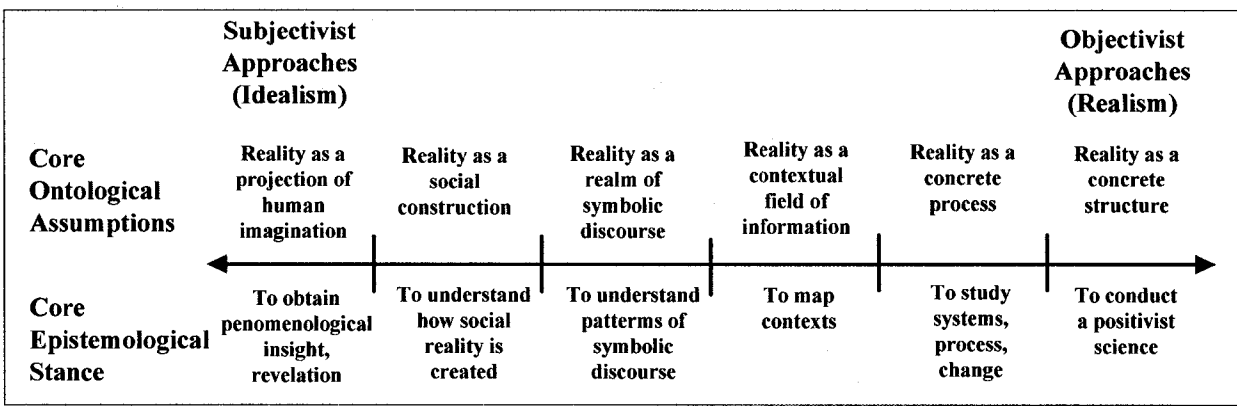 Subjectivist
Approaches
(Idealism)
Objectivist
Approaches
(Realism)
Core
Ontological
Assumptions
Reality as a
projection of
human
imagination
Reality as a
social
construction
Reality as a
realm of
symbolic
discourse
Reality as a
contextual
field of
information
Reality as a
concrete
process
Reality as a
concrete
structure
Core
Epistemological
Stance
To obtain
penomenological
insight,
revelation
To understand
how social
reality is
created
To understand
patterns of
symbolic
discourse
To map
contexts
To study
systems,
process,
change
To conduct
a positivist
science